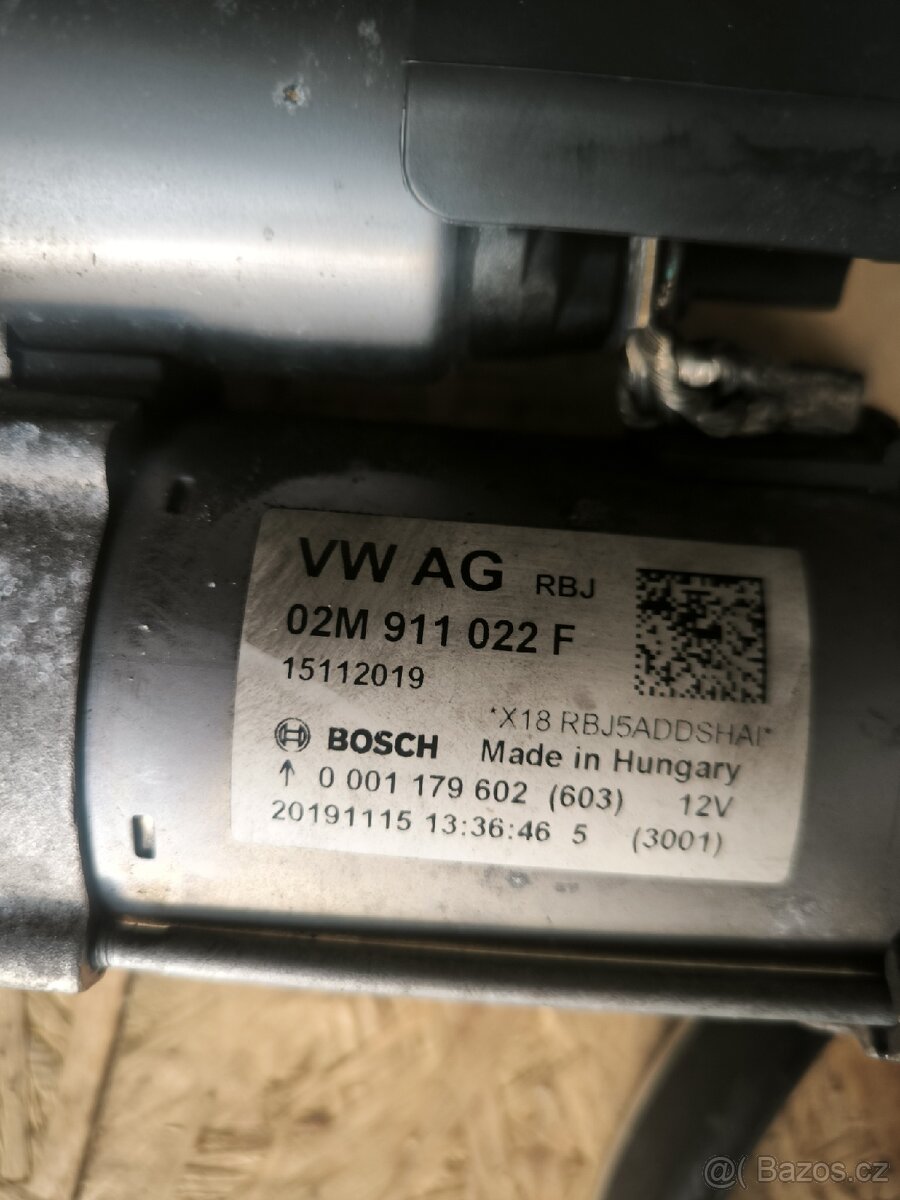 VW AG RBJ
02M 911 022 F
15112019
*X18 RBJ5ADDSHAI*
BOSCH Made in Hungary
↑ 0 001 179 602 (603) 12V
20191115 13:36:46 5 (3001)
@( Bazos.cz